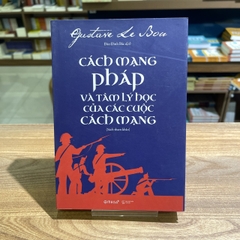 Gustave Le Bon
CÁCH MẠNG
PHÁP
VÀ TÂM LÝ HỌC
CỦA CÁC CUỘC
CÁCH MẠNG